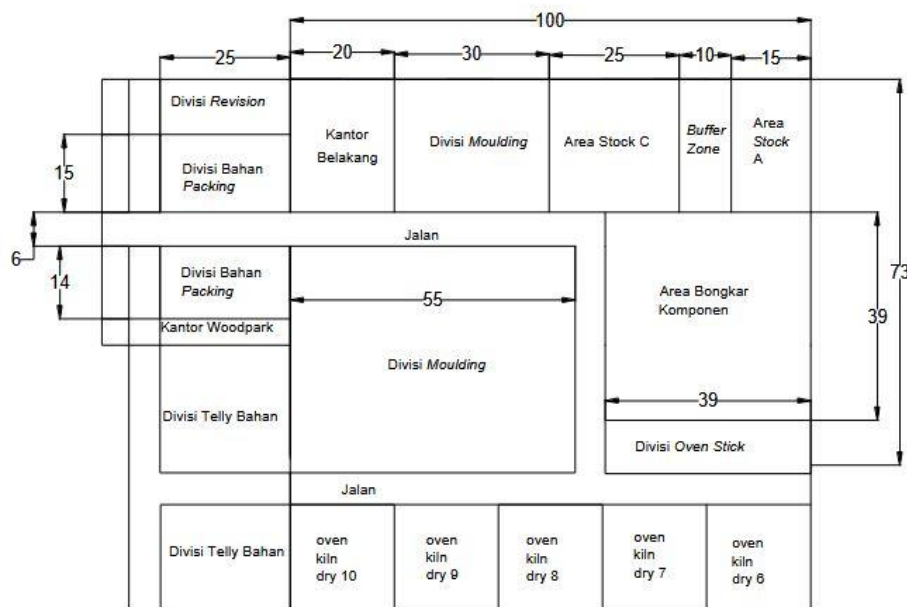 100
25
20
30
25
10
15
Divisi Revision
Kantor
Belakang
Divisi Moulding
Area Stock C
Buffer
Zone
Area
Stock
A
15
Divisi Bahan
Packing
6
Jalan
14
Divisi Bahan
Packing
55
Area Bongkar
Komponen
73
39
Kantor Woodpark
Divisi Moulding
39
Divisi Telly Bahan
Divisi Oven Stick
Jalan
Divisi Telly Bahan
oven
kiln
dry 10
oven
kiln
dry 9
oven
kiln
dry 8
oven
kiln
dry 7
oven
kiln
dry 6